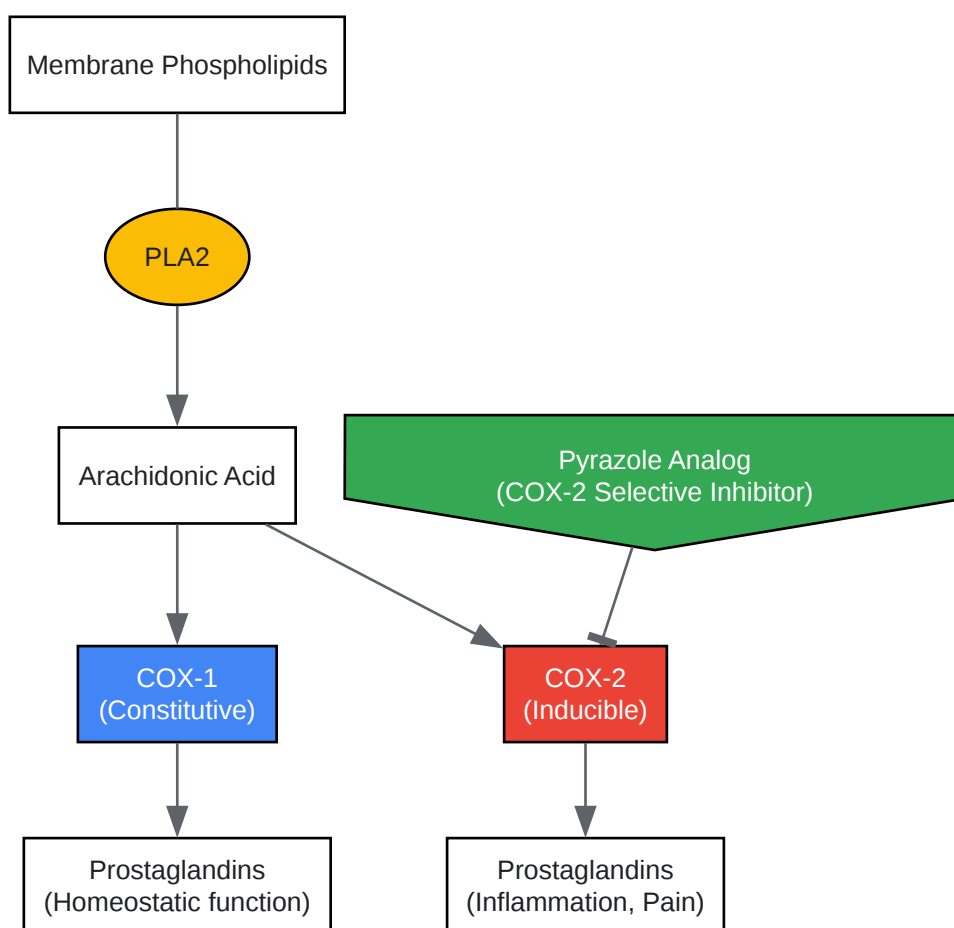 Membrane Phospholipids
PLA2
Arachidonic Acid
Pyrazole Analog
(COX-2 Selective Inhibitor)
COX-1
(Constitutive)
COX-2
(Inducible)
Prostaglandins
(Homeostatic function)
Prostaglandins
(Inflammation, Pain)